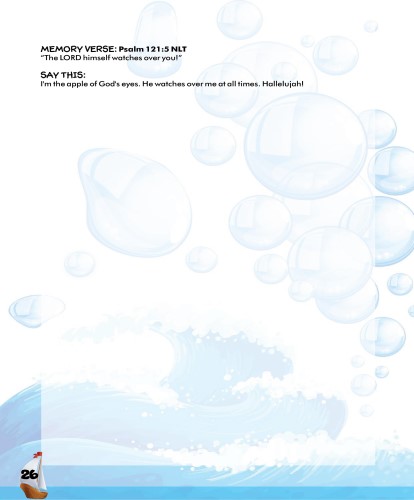 MEMORY VERSE: Psalm 121:5 NLT
"The LORD himself watches over you!"
SAY THIS:
I'm the apple of God's eyes. He watches over me at all times. Hallelujah!
26